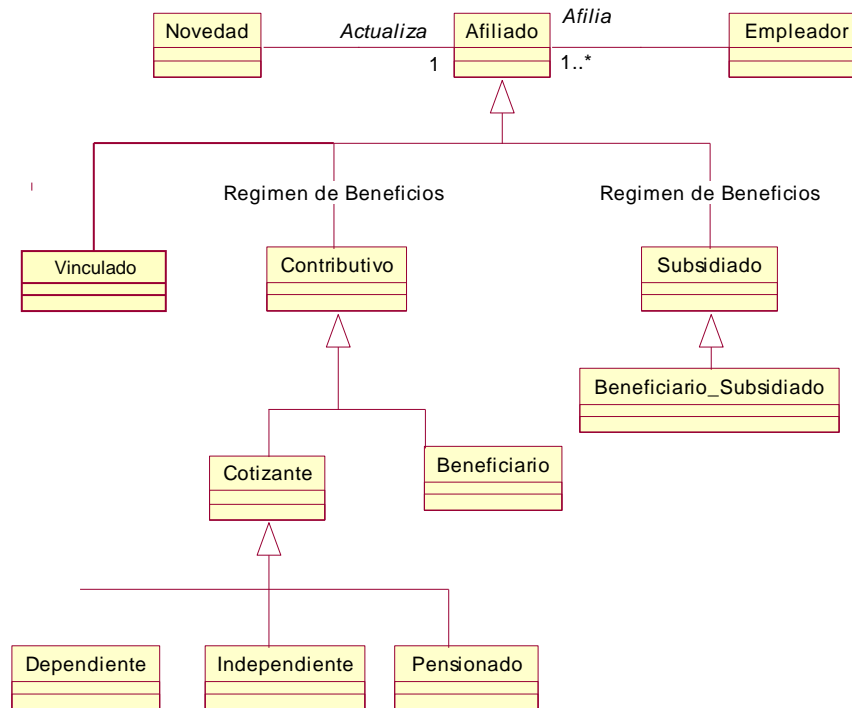 Novedad
Actualiza
Afiliado
Afilia
Empleador
1
1..*
Regimen de Beneficios
Regimen de Beneficios
Vinculado
Contributivo
Subsidiado
Beneficiario_Subsidiado
Cotizante
Beneficiario
Dependiente
Independiente
Pensionado